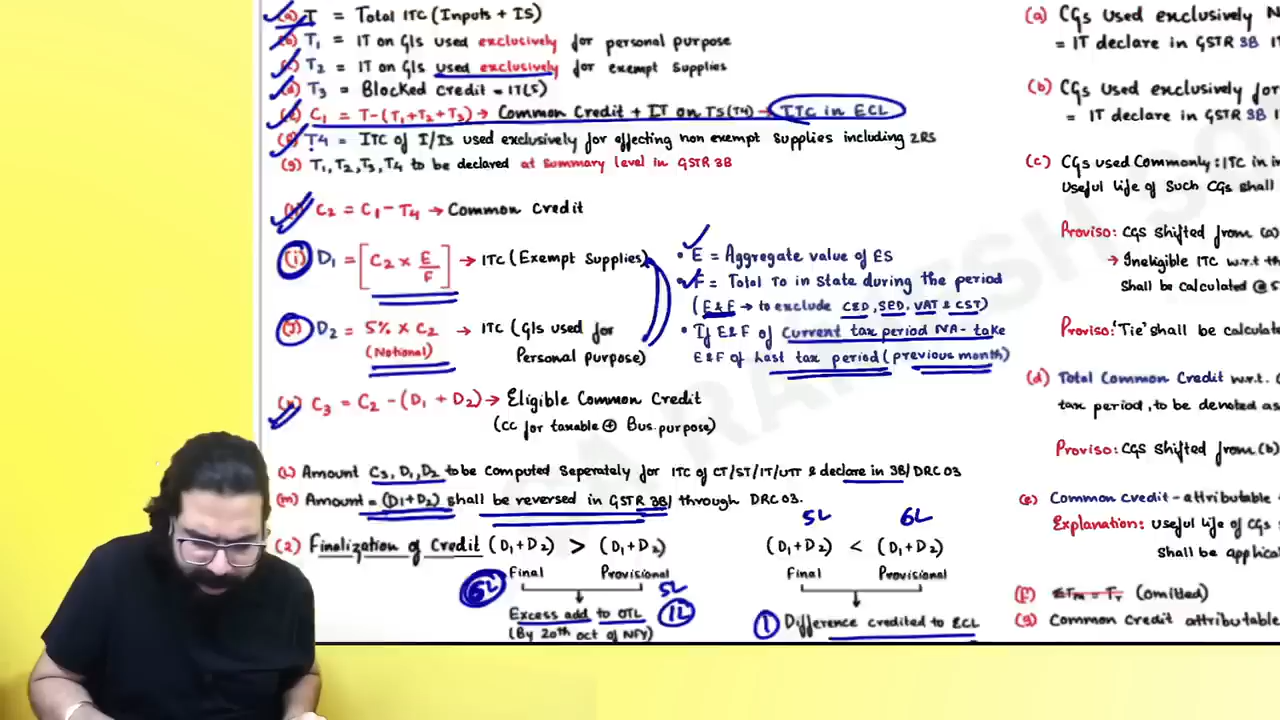 (a) T = Total ITC (Inputs + IS)
(b) T1 = IT on GIs used exclusively for personal purpose
(c) T2 = IT on GIs used exclusively for exempt supplies
(d) T3 = Blocked credit - 17(5)
(e) C1 = T-(T1+T2+T3)→ Common Credit + IT on TS(T4)→ ITC in ECL
(f) T4 = ITC of I/Is used exclusively for effecting non exempt supplies including ZRS
(g) T1, T2, T3, T4 to be declared at summary level in GSTR 3B
(h) C2 = C1 - T4 → Common Credit
(i) D1 = [C2 × E/F] → ITC (Exempt Supplies)
(j) D2 = 5% × C2 → ITC (GIs used for
(Notional) Personal purpose)
• E = Aggregate value of ES
• F = Total To in State during the period
(E&F → to exclude CED, SED, VAT & CST)
• If E&F of Current tax period NA - take
E&F of Last tax period (previous month)
(k) C3 = C2 - (D1 + D2) → Eligible Common Credit
(CC for taxable ⊕ Bus. purpose)
(L) Amount C3, D1, D2 to be Computed Seperately for ITC of CT/ST/IT/UTT & declare in 3B/DRC 03
(m) Amount = (D1+D2) shall be reversed in GSTR 3B/ through DRC 03.
5L 6L
(2) Finalization of Credit (D1+D2) > (D1+D2) (D1+D2) < (D1+D2)
Final Provisional Final Provisional
6L 5L
Excess add to OTL 1L
(By 20th oct of NFY)
① Difference credited to ECL
(a) CGs used exclusively
= IT declare in GSTR 3B
(b) CGs used exclusively for
= IT declare in GSTR 3B
(c) CGs used Commonly: ITC in
Useful life of Such CGs shall
Proviso: CGs shifted from (a)
→ Ineligible ITC w.r.t
Shall be calculated @ 5
Proviso: 'Tie' shall be
(d) Total Common Credit w.r.t.
tax period, to be denoted as
Proviso: CGs shifted from (b)
(e) Common credit - attributable
Explanation: useful life of CGs
shall be
(f) (omitted)
(g) Common Credit attributable